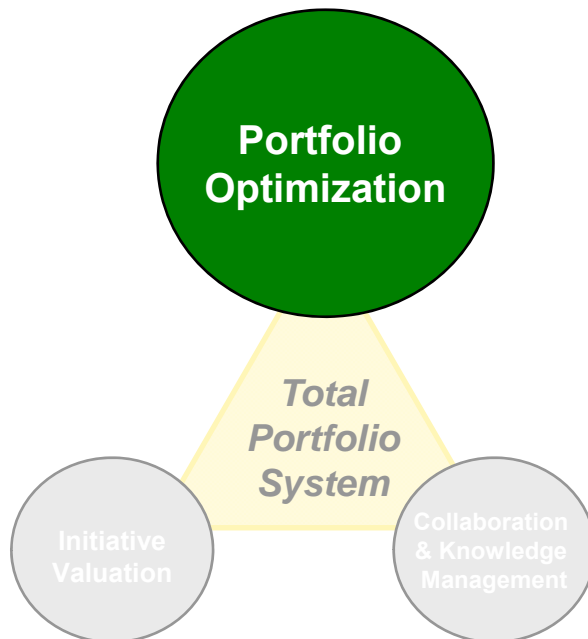 Portfolio
Optimization
Total
Portfolio
System
Initiative
Valuation
Collaboration
& Knowledge
Management